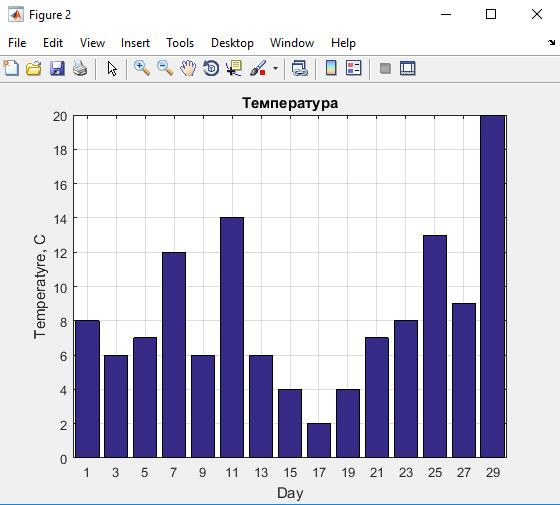 Figure 2
File Edit View Insert Tools Desktop Window Help
Температура
20
18
16
14
12
10
8
6
4
2
0
Temperatyre, C
1 3 5 7 9 11 13 15 17 19 21 23 25 27 29
Day